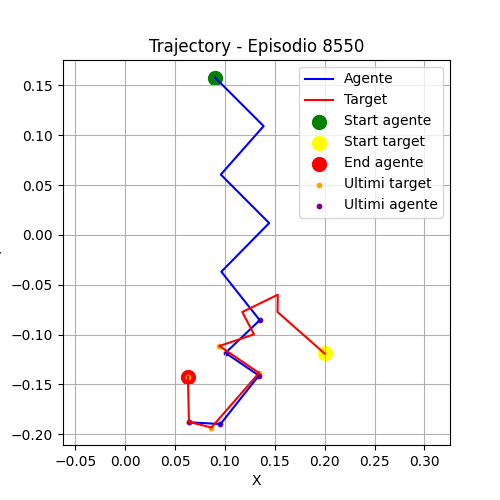 Trajectory - Episodio 8550
0.15
0.10
0.05
0.00
−0.05
−0.10
−0.15
−0.20
Agente
Target
Start agente
Start target
End agente
Ultimi target
Ultimi agente
−0.05 0.00 0.05 0.10 0.15 0.20 0.25 0.30
X